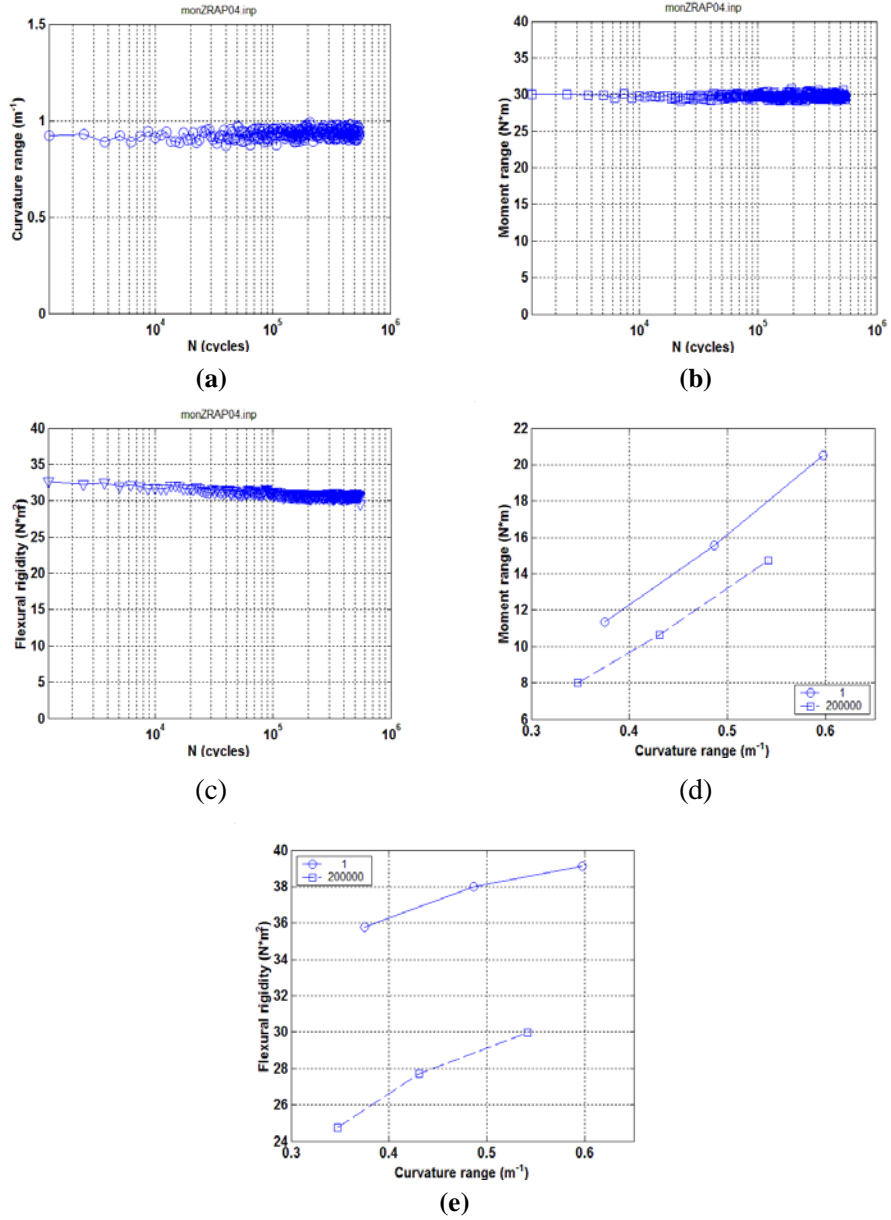 monZRAP04.inp
1.5
1
0.5
0
Curvature range (m⁻¹)
10⁴ 10⁵ 10⁶
N (cycles)
(a)
monZRAP04.inp
40
35
30
25
20
15
10
5
0
Moment range (N*m)
10⁴ 10⁵ 10⁶
N (cycles)
(b)
monZRAP04.inp
40
35
30
25
20
15
10
5
0
Flexural rigidity (N*m²)
10⁴ 10⁵ 10⁶
N (cycles)
(c)
22
20
18
16
14
12
10
8
6
Moment range (N*m)
1
200000
0.3 0.4 0.5 0.6
Curvature range (m⁻¹)
(d)
40
38
36
34
32
30
28
26
24
Flexural rigidity (N*m²)
1
200000
0.3 0.4 0.5 0.6
Curvature range (m⁻¹)
(e)